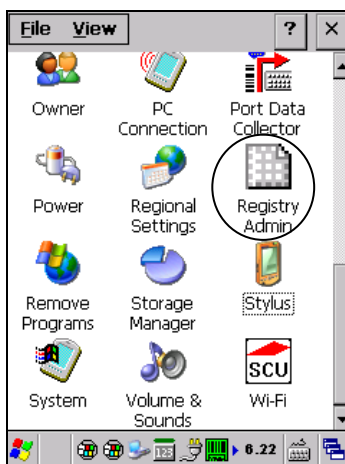 File View ? ×
Owner PC Connection Port Data Collector
Power Regional Settings Registry Admin
Remove Programs Storage Manager Stylus
SCU
System Volume & Sounds Wi-Fi
123 6.22